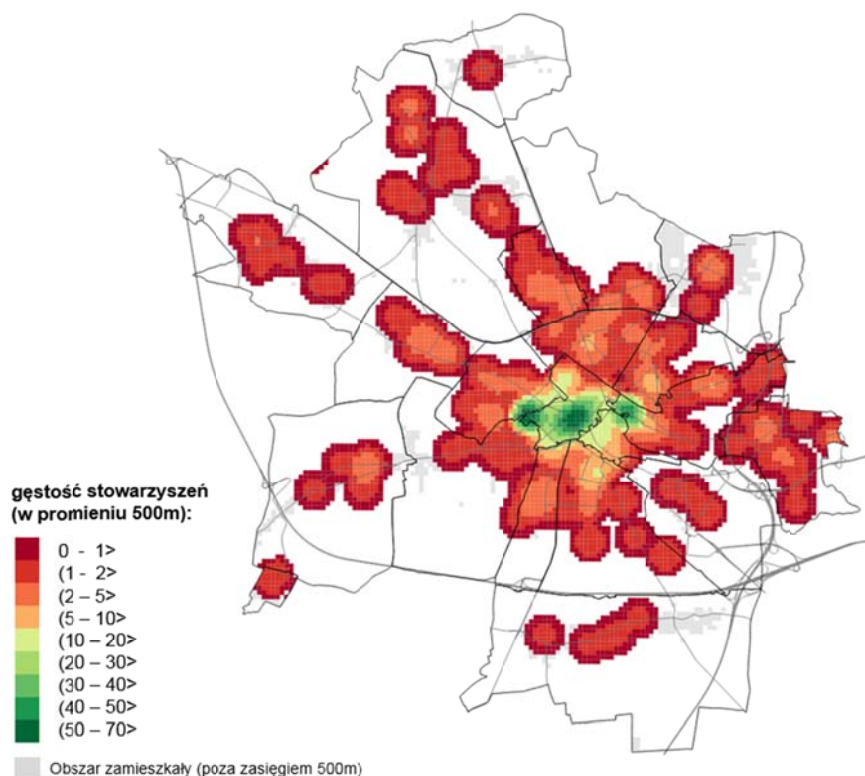 gęstość stowarzyszeń
(w promieniu 500m):
0 - 1>
(1 - 2>
(2 – 5>
(5 – 10>
(10 – 20>
(20 – 30>
(30 – 40>
(40 – 50>
(50 – 70>
Obszar zamieszkały (poza zasięgiem 500m)